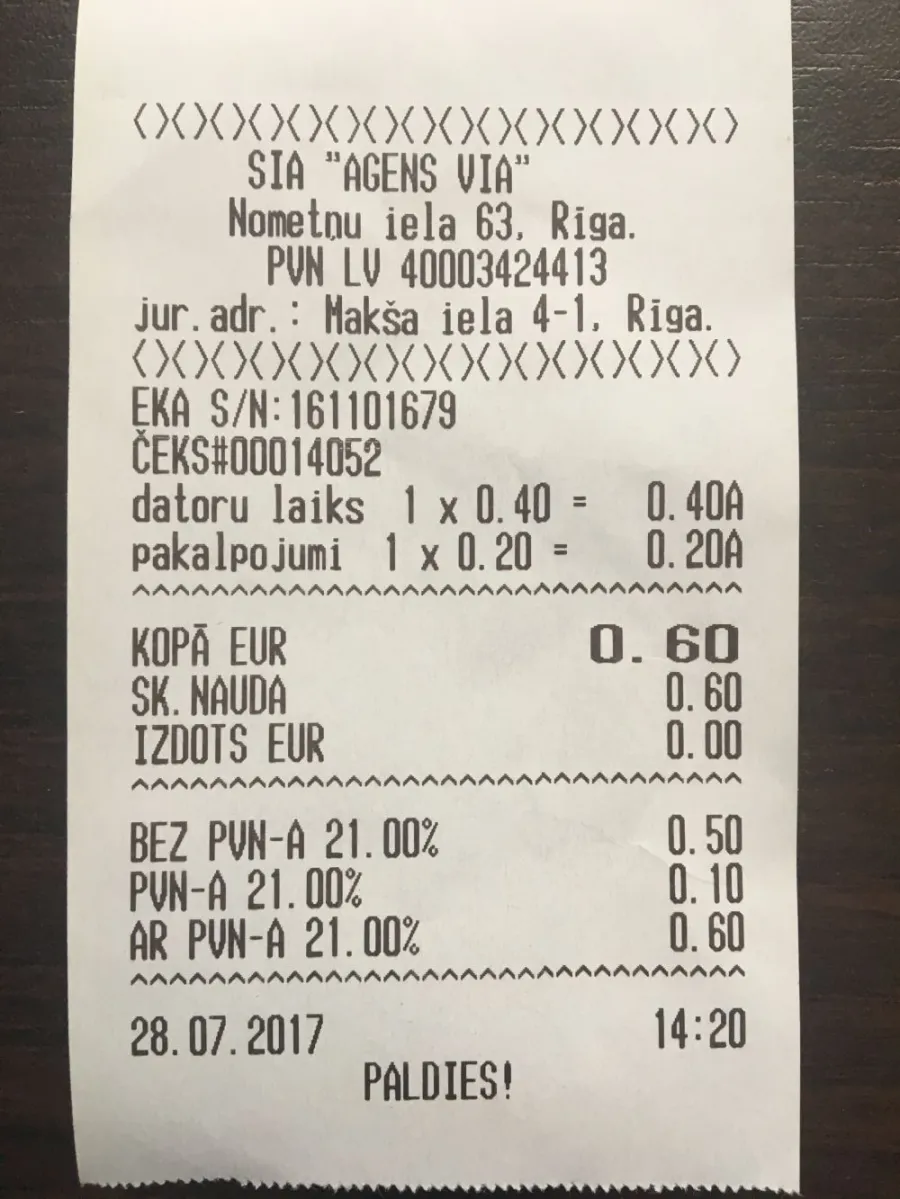 SIA "AGENS VIA"
Nometņu iela 63, Rīga.
PVN LV 40003424413
jur.adr.: Makša iela 4-1, Rīga.
EKA S/N:161101679
ČEKS#00014052
datoru laiks 1 x 0.40 = 0.40A
pakalpojumi 1 x 0.20 = 0.20A
^^^^^^^^^^^^^^^^^^^^^^^^^^^^^^^^
KOPĀ EUR 0.60
SK.NAUDA 0.60
IZDOTS EUR 0.00
^^^^^^^^^^^^^^^^^^^^^^^^^^^^^^^^
BEZ PVN-A 21.00% 0.50
PVN-A 21.00% 0.10
AR PVN-A 21.00% 0.60
^^^^^^^^^^^^^^^^^^^^^^^^^^^^^^^^
28.07.2017 14:20
PALDIES!